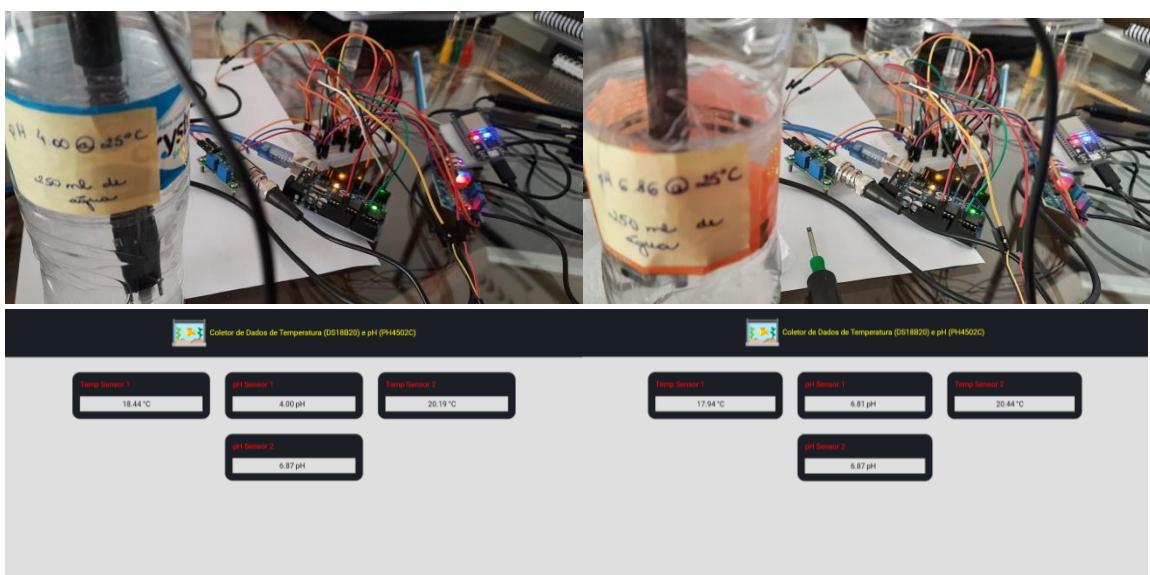 pH 4.00 @ 25°C
250 ml de
água
pH 6.86 @ 25°C
250 ml de
água
Coletor de Dados de Temperatura (DS18B20) e pH (PH4502C)
Temp Sensor 1
pH Sensor 1
Temp Sensor 2
18.44 °C
4.00 pH
20.19 °C
pH Sensor 2
6.87 pH
Coletor de Dados de Temperatura (DS18B20) e pH (PH4502C)
Temp Sensor 1
pH Sensor 1
Temp Sensor 2
17.94 °C
6.81 pH
20.44 °C
pH Sensor 2
6.87 pH